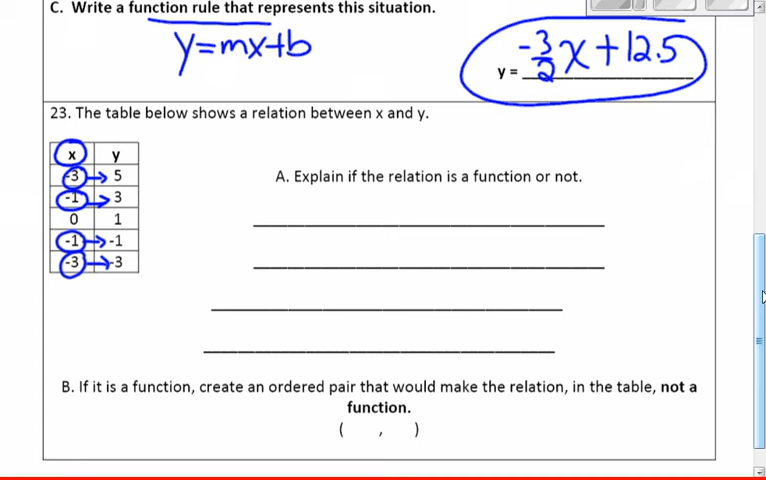 C. Write a function rule that represents this situation.
y=mx+b
y = -3/2x+12.5
23. The table below shows a relation between x and y.
x y
-3 → 5
-1 → 3
0 1
-1 → -1
-3 → -3
A. Explain if the relation is a function or not.
B. If it is a function, create an ordered pair that would make the relation, in the table, not a
function.
( , )